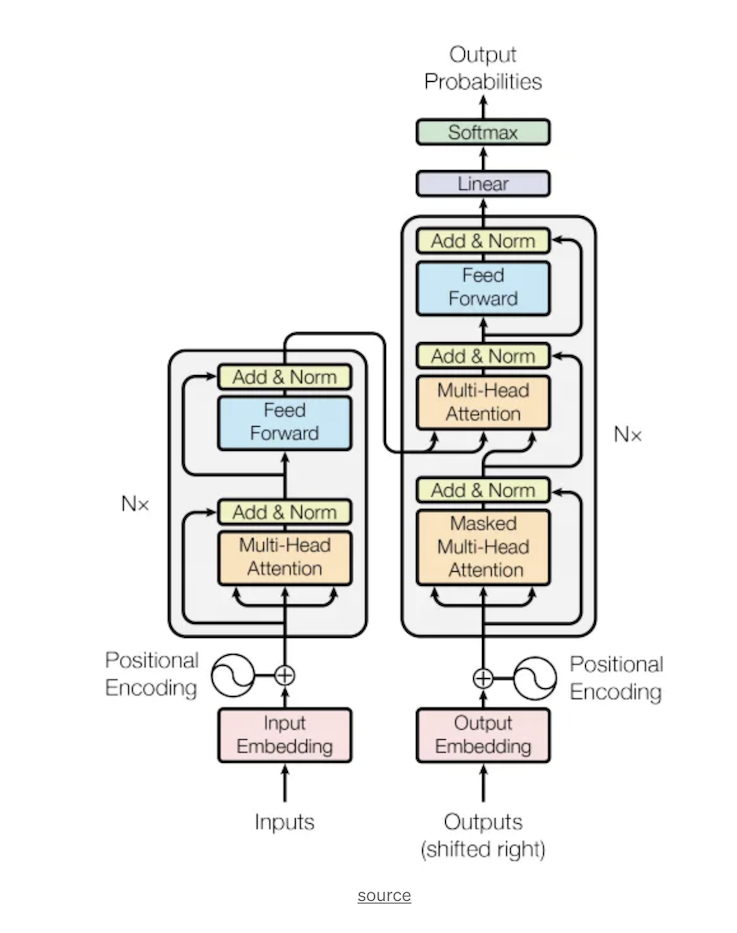 Output
Probabilities
Softmax
Linear
Add & Norm
Feed
Forward
Add & Norm
Multi-Head
Attention
Nx
Add & Norm
Masked
Multi-Head
Attention
Add & Norm
Feed
Forward
Nx
Add & Norm
Multi-Head
Attention
Positional
Encoding
Positional
Encoding
Input
Embedding
Output
Embedding
Inputs
Outputs
(shifted right)
source